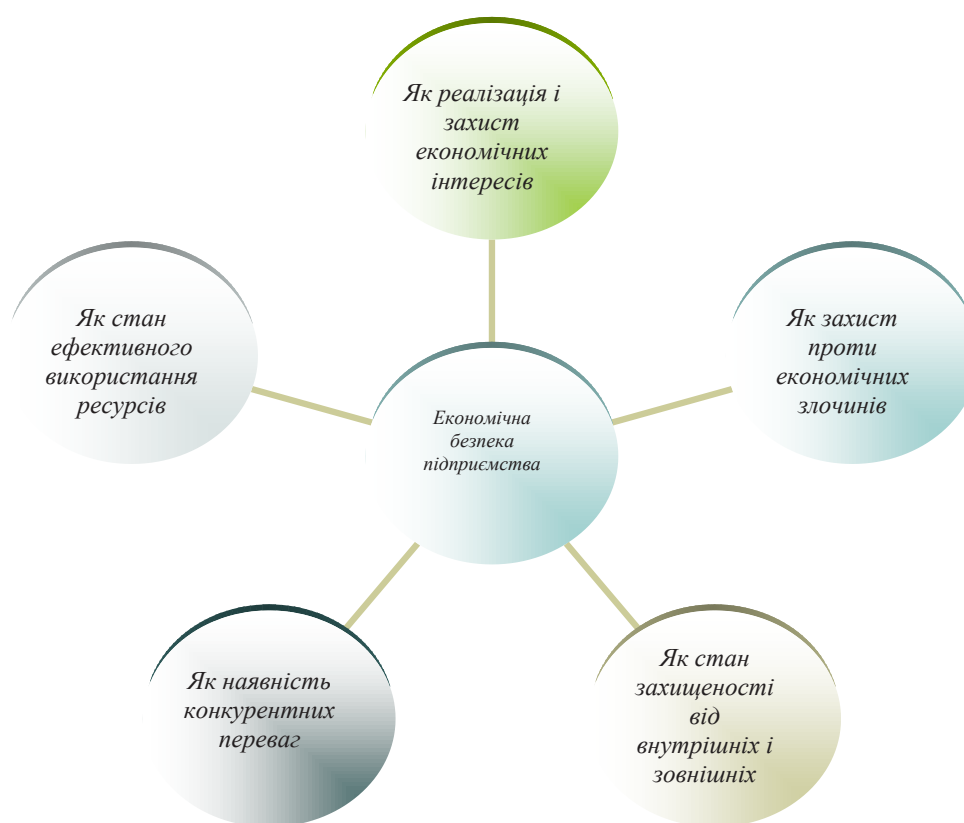 Як реалізація і
захист
економічних
інтересів
Як стан
ефективного
використання
ресурсів
Як захист
проти
економічних
злочинів
Економічна
безпека
підприємства
Як наявність
конкурентних
переваг
Як стан
захищеності
від
внутрішніх і
зовнішніх